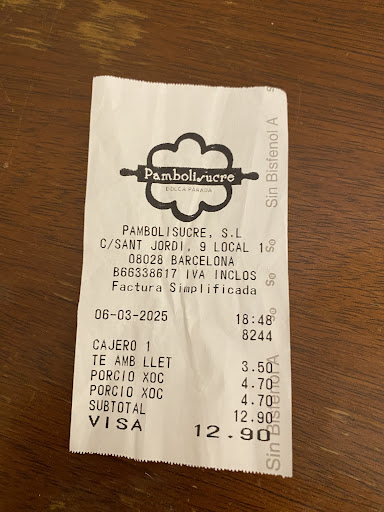 Pambolisucre
DOLÇA PARADA
PAMBOLISUCRE, S.L
C/SANT JORDI, 9 LOCAL 1
08028 BARCELONA
B66338617 IVA INCLOS
Factura Simplificada
06-03-2025 18:48
8244
CAJERO 1
TE AMB LLET 3.50
PORCIO XOC 4.70
PORCIO XOC 4.70
SUBTOTAL 12.90
VISA 12.90
Sin Bisfenol A
Sin Bisfenol A